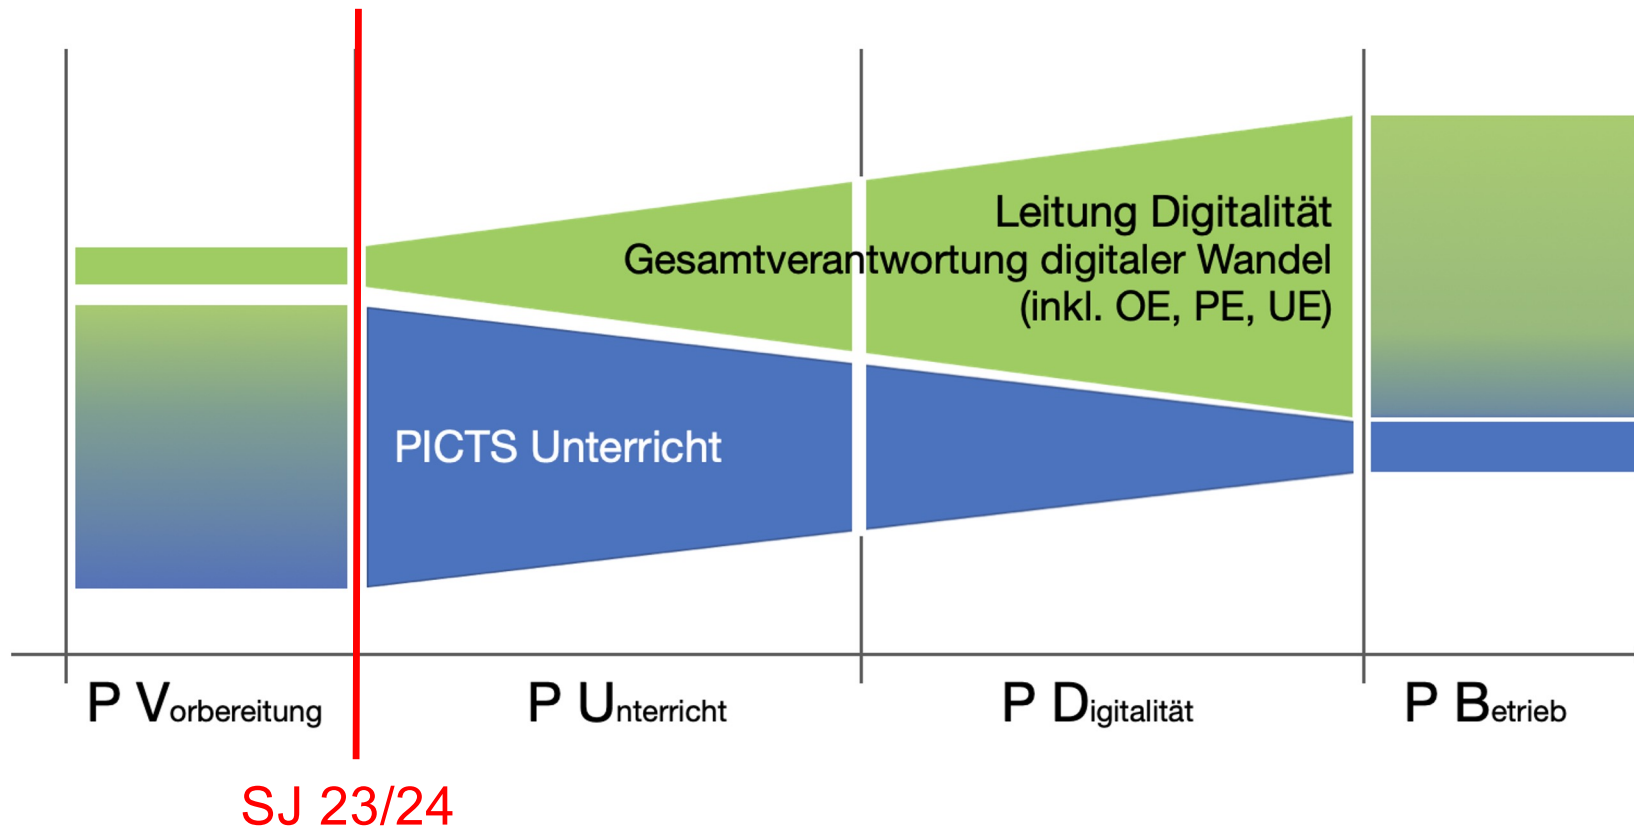 Leitung Digitalität
Gesamtverantwortung digitaler Wandel
(inkl. OE, PE, UE)
PICTS Unterricht
P Vorbereitung
P Unterricht
P Digitalität
P Betrieb
SJ 23/24